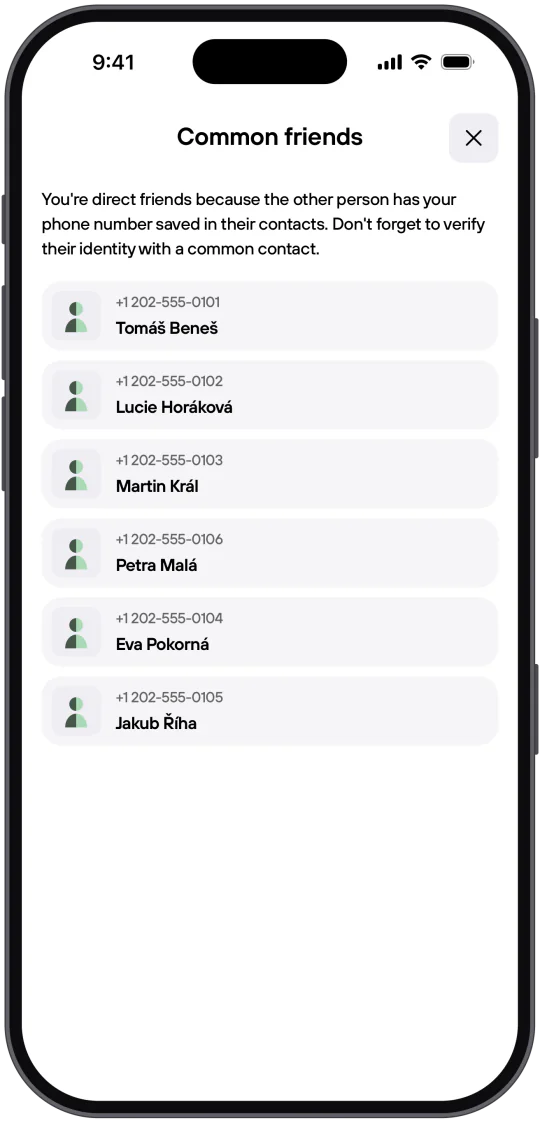 9:41
Common friends
You're direct friends because the other person has your
phone number saved in their contacts. Don't forget to verify
their identity with a common contact.
+1 202-555-0101
Tomáš Beneš
+1 202-555-0102
Lucie Horáková
+1 202-555-0103
Martin Král
+1 202-555-0106
Petra Malá
+1 202-555-0104
Eva Pokorná
+1 202-555-0105
Jakub Říha